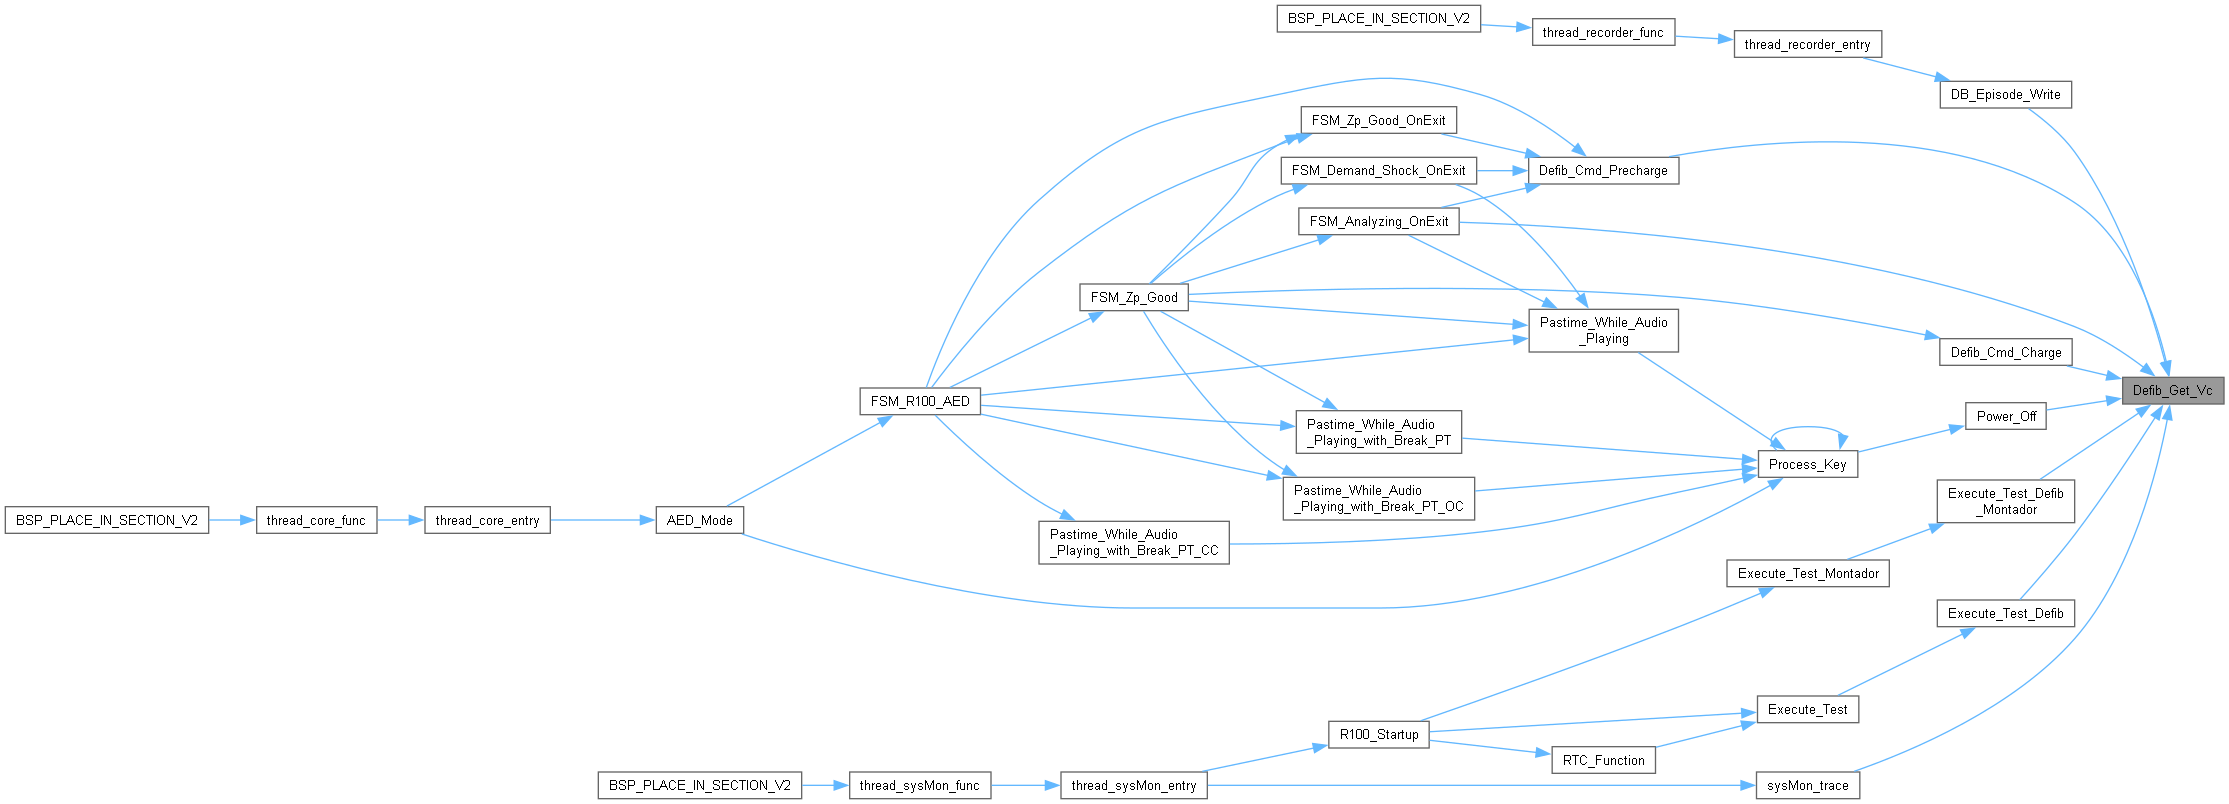 BSP_PLACE_IN_SECTION_V2
thread_recorder_func
thread_recorder_entry
DB_Episode_Write
FSM_Zp_Good_OnExit
FSM_Demand_Shock_OnExit
Defib_Cmd_Precharge
FSM_Analyzing_OnExit
FSM_Zp_Good
Pastime_While_Audio
_Playing
Defib_Cmd_Charge
Defib_Get_Vc
FSM_R100_AED
Power_Off
Pastime_While_Audio
_Playing_with_Break_PT
Process_Key
Pastime_While_Audio
_Playing_with_Break_PT_OC
Execute_Test_Defib
_Montador
BSP_PLACE_IN_SECTION_V2
thread_core_func
thread_core_entry
AED_Mode
Pastime_While_Audio
_Playing_with_Break_PT_CC
Execute_Test_Montador
Execute_Test_Defib
Execute_Test
R100_Startup
RTC_Function
BSP_PLACE_IN_SECTION_V2
thread_sysMon_func
thread_sysMon_entry
sysMon_trace